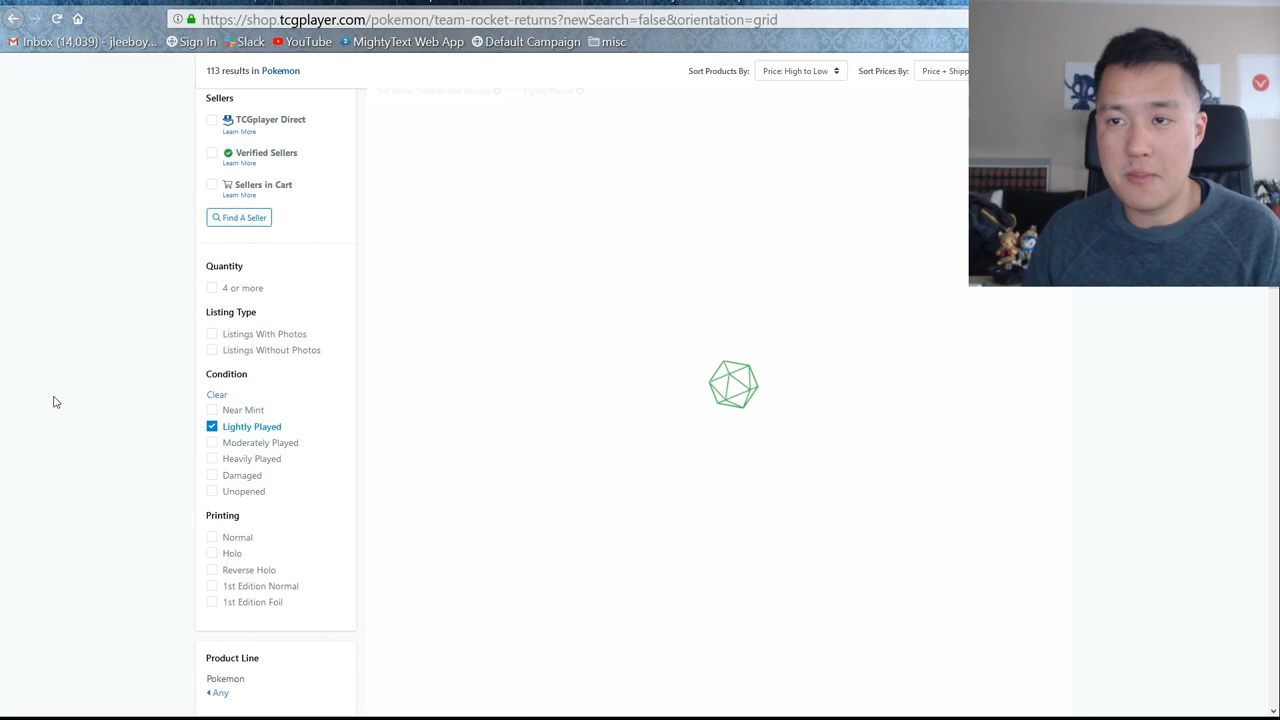 https://shop.tcgplayer.com/pokemon/team-rocket-returns?newSearch=false&orientation=grid
Inbox (14,039) - jleeboy... Sign In Slack YouTube MightyText Web App Default Campaign misc
113 results in Pokemon
Sort Products By: Price: High to Low Sort Prices By: Price + Shipp
Sellers
TCGplayer Direct
Learn More
Verified Sellers
Learn More
Sellers in Cart
Learn More
Find A Seller
Quantity
4 or more
Listing Type
Listings With Photos
Listings Without Photos
Condition
Clear
Near Mint
Lightly Played
Moderately Played
Heavily Played
Damaged
Unopened
Printing
Normal
Holo
Reverse Holo
1st Edition Normal
1st Edition Foil
Product Line
Pokemon
Any